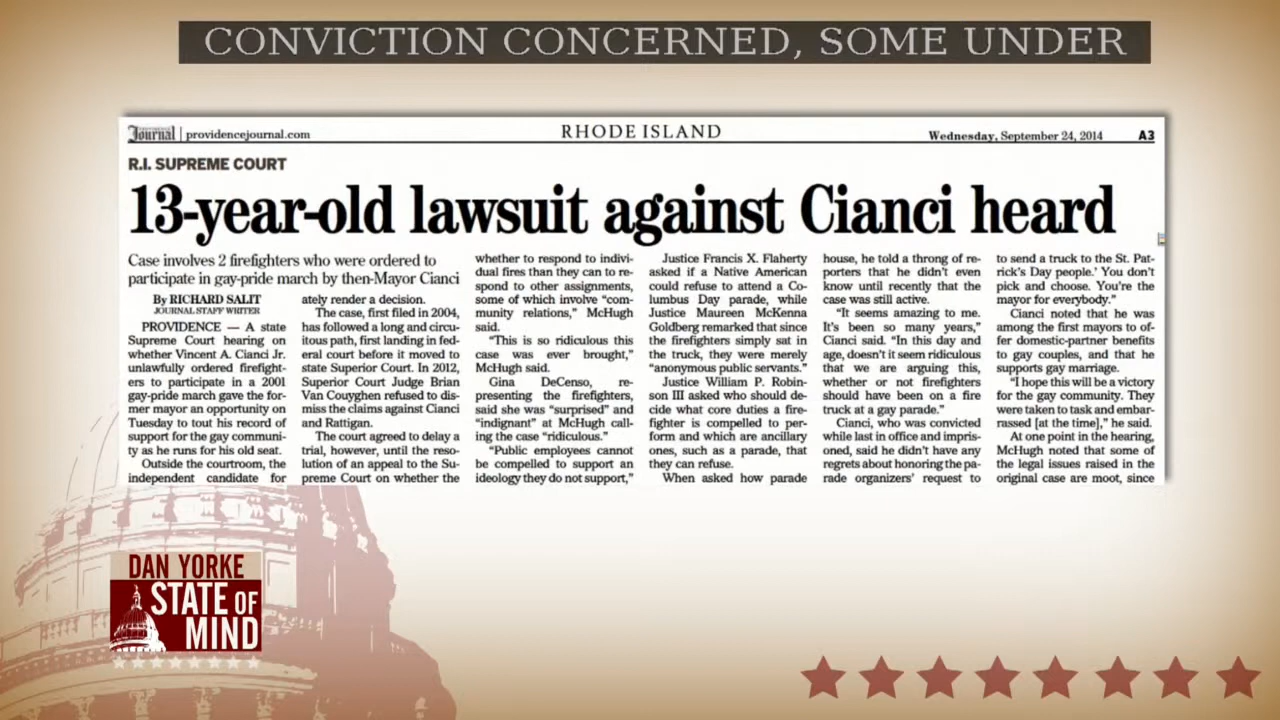 CONVICTION CONCERNED, SOME UNDER
Journal | providencejournal.com
RHODE ISLAND
Wednesday, September 24, 2014 A3
R.I. SUPREME COURT
13-year-old lawsuit against Cianci heard
Case involves 2 firefighters who were ordered to
participate in gay-pride march by then-Mayor Cianci
By RICHARD SALIT
JOURNAL STAFF WRITER
PROVIDENCE — A state
Supreme Court hearing on
whether Vincent A. Cianci Jr.
unlawfully ordered firefight-
ers to participate in a 2001
gay-pride march gave the for-
mer mayor an opportunity on
Tuesday to tout his record of
support for the gay communi-
ty as he runs for his old seat.
Outside the courtroom, the
independent candidate for
ately render a decision.
The case, first filed in 2004,
has followed a long and circu-
itous path, first landing in fed-
eral court before it moved to
state Superior Court. In 2012,
Superior Court Judge Brian
Van Couyghen refused to dis-
miss the claims against Cianci
and Rattigan.
The court agreed to delay a
trial, however, until the reso-
lution of an appeal to the Su-
preme Court on whether the
whether to respond to indivi-
dual fires than they can to re-
spond to other assignments,
some of which involve “com-
munity relations,” McHugh
said.
“This is so ridiculous this
case was ever brought,”
McHugh said.
Gina DeCenso, re-
presenting the firefighters,
said she was “surprised” and
“indignant” at McHugh call-
ing the case “ridiculous.”
“Public employees cannot
be compelled to support an
ideology they do not support,”
Justice Francis X. Flaherty
asked if a Native American
could refuse to attend a Co-
lumbus Day parade, while
Justice Maureen McKenna
Goldberg remarked that since
the firefighters simply sat in
the truck, they were merely
“anonymous public servants.”
Justice William P. Robin-
son III asked who should de-
cide what core duties a fire-
fighter is compelled to per-
form and which are ancillary
ones, such as a parade, that
they can refuse.
When asked how parade
house, he told a throng of re-
porters that he didn't even
know until recently that the
case was still active.
“It seems amazing to me.
It's been so many years,”
Cianci said. “In this day and
age, doesn't it seem ridiculous
that we are arguing this,
whether or not firefighters
should have been on a fire
truck at a gay parade.”
Cianci, who was convicted
while last in office and impris-
oned, said he didn't have any
regrets about honoring the pa-
rade organizers' request to
to send a truck to the St. Pat-
rick's Day people.' You don't
pick and choose. You're the
mayor for everybody.”
Cianci noted that he was
among the first mayors to of-
fer domestic-partner benefits
to gay couples, and that he
supports gay marriage.
“I hope this will be a victory
for the gay community. They
were taken to task and embar-
rassed [at the time],” he said.
At one point in the hearing,
McHugh noted that some of
the legal issues raised in the
original case are moot, since
DAN YORKE
STATE OF
MIND